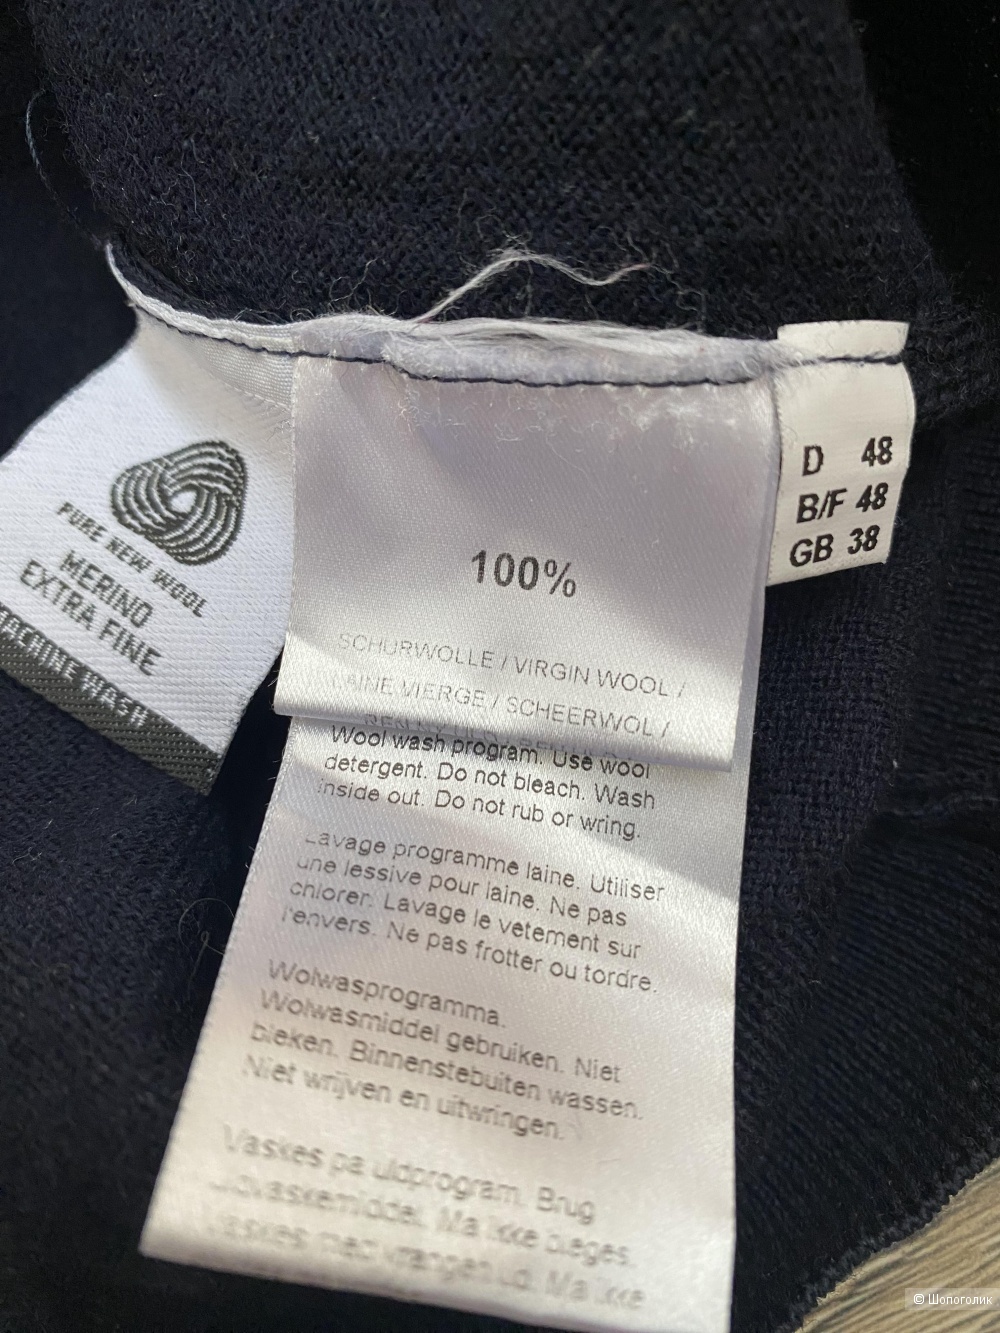 PURE NEW WOOL
MERINO
EXTRA FINE
MACHINE WASH
100%
SCHURWOLLE / VIRGIN WOOL /
LAINE VIERGE / SCHEERWOL /
Wool wash program. Use wool
detergent. Do not bleach. Wash
inside out. Do not rub or wring.
Lavage programme laine. Utiliser
une lessive pour laine. Ne pas
chlorer. Lavage le vetement sur
l'envers. Ne pas frotter ou tordre.
Wolwasprogramma.
Wolwasmiddel gebruiken. Niet
bleken. Binnenstebuiten wassen.
Niet wrijven en uitwringen.
Vaskes pa uldprogram. Brug
Ma ikke
Ma ikke
D 48
B/F 48
GB 38
© Шопоголик